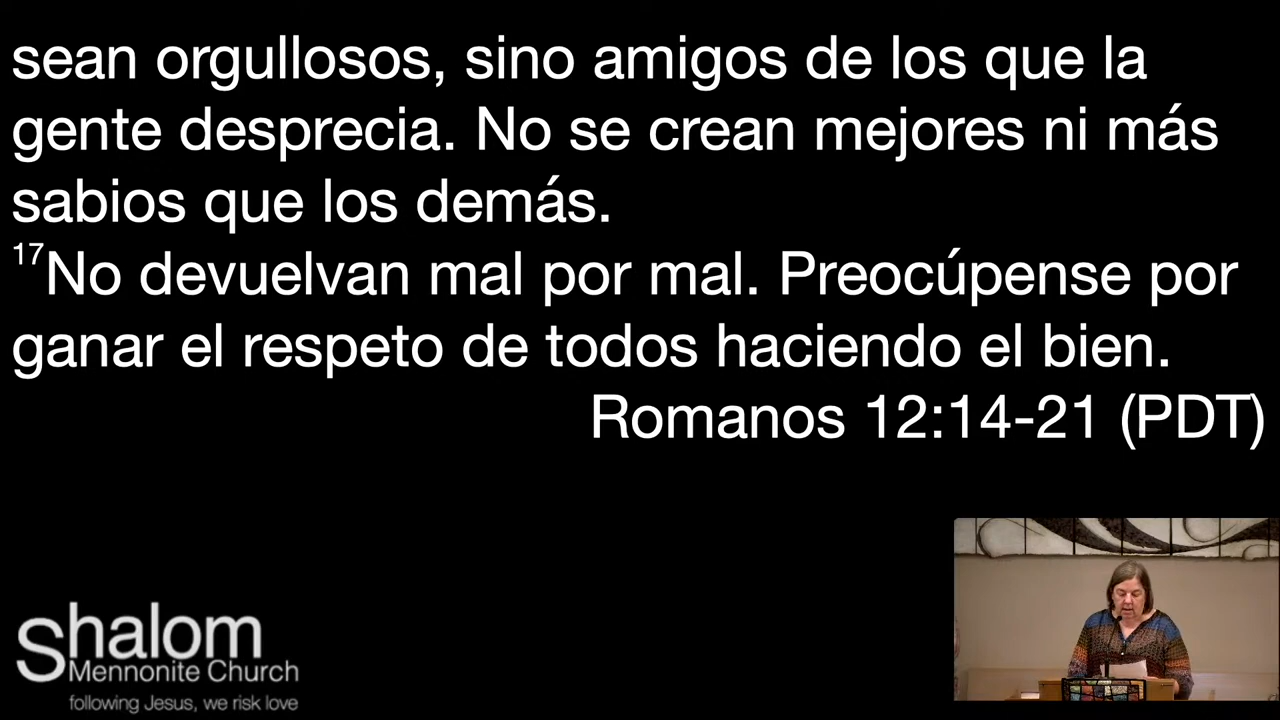 sean orgullosos, sino amigos de los que la
gente desprecia. No se crean mejores ni más
sabios que los demás.
17No devuelvan mal por mal. Preocúpense por
ganar el respeto de todos haciendo el bien.
Romanos 12:14-21 (PDT)
Shalom
Mennonite Church
following Jesus, we risk love